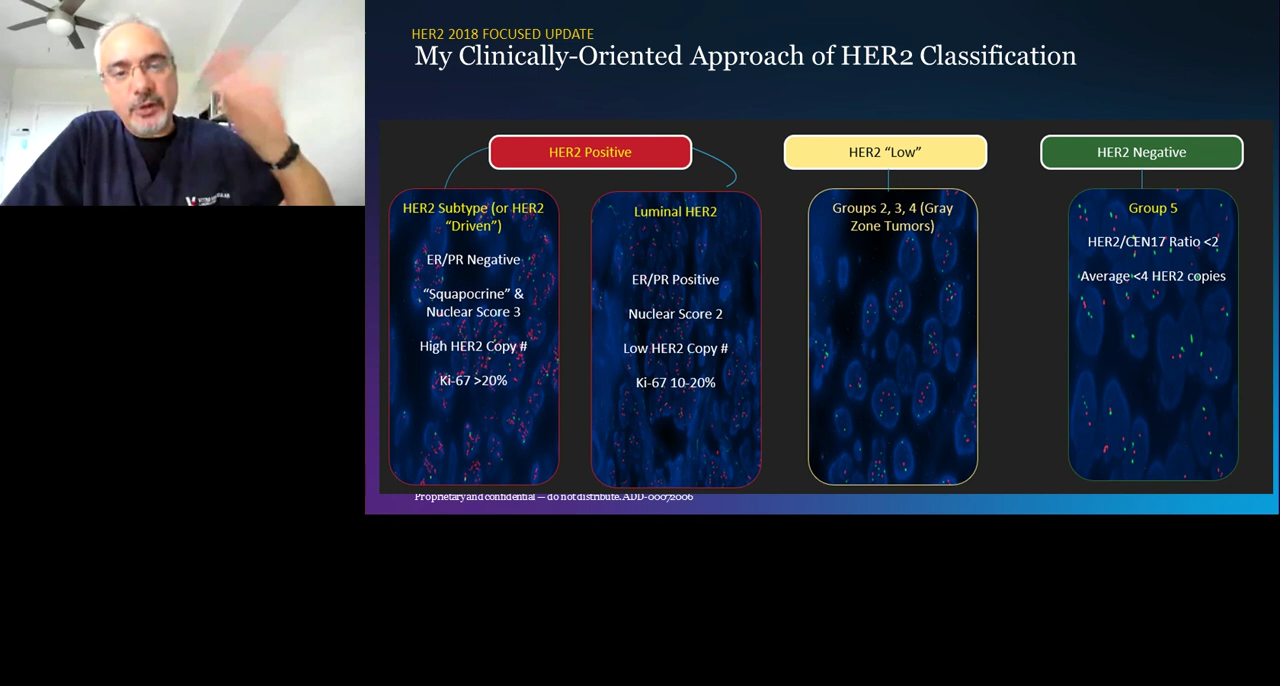 HER2 2018 FOCUSED UPDATE
My Clinically-Oriented Approach of HER2 Classification
HER2 Positive
HER2 "Low"
HER2 Negative
HER2 Subtype (or HER2
"Driven")
ER/PR Negative
"Squapocrine" &
Nuclear Score 3
High HER2 Copy #
Ki-67 >20%
Luminal HER2
ER/PR Positive
Nuclear Score 2
Low HER2 Copy #
Ki-67 10-20%
Groups 2, 3, 4 (Gray
Zone Tumors)
Group 5
HER2/CEN17 Ratio <2
Average <4 HER2 copies
Proprietary and confidential — do not distribute. ADD-00072006